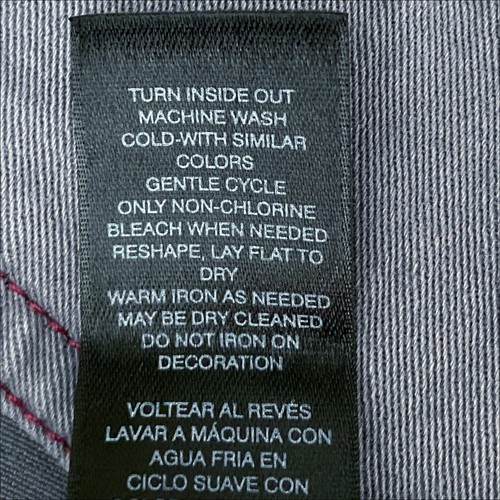 TURN INSIDE OUT
MACHINE WASH
COLD-WITH SIMILAR
COLORS
GENTLE CYCLE
ONLY NON-CHLORINE
BLEACH WHEN NEEDED
RESHAPE, LAY FLAT TO
DRY
WARM IRON AS NEEDED
MAY BE DRY CLEANED
DO NOT IRON ON
DECORATION
VOLTEAR AL REVÉS
LAVAR A MÁQUINA CON
AGUA FRIA EN
CICLO SUAVE CON